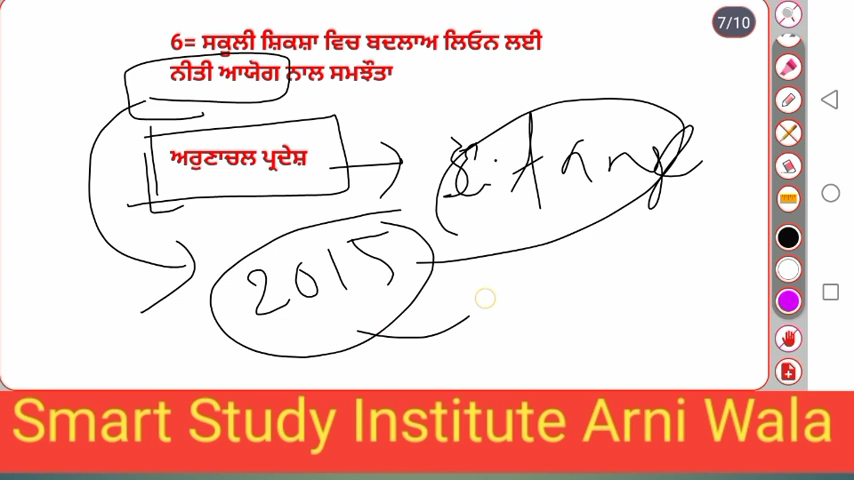 7/10
6= ਸਕੂਲੀ ਸ਼ਿਕਸ਼ਾ ਵਿਚ ਬਦਲਾਅ ਲਿਓਨ ਲਈ
ਨੀਤੀ ਆਯੋਗ ਨਾਲ ਸਮਝੌਤਾ
ਅਰੁਣਾਚਲ ਪ੍ਰਦੇਸ਼
2015
Smart Study Institute Arni Wala